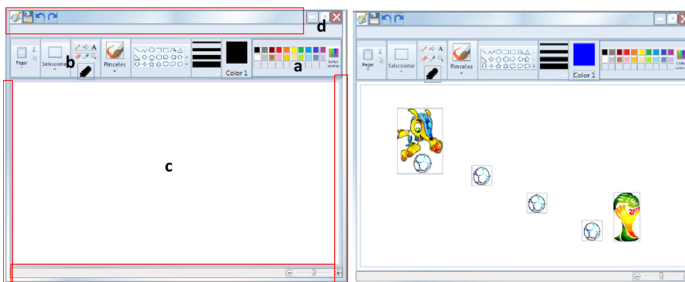 d
A
A
Pegar
Seleccionar
b
Pinceles
Color 1
a
Pegar
Seleccionar
Pinceles
Color 1
c